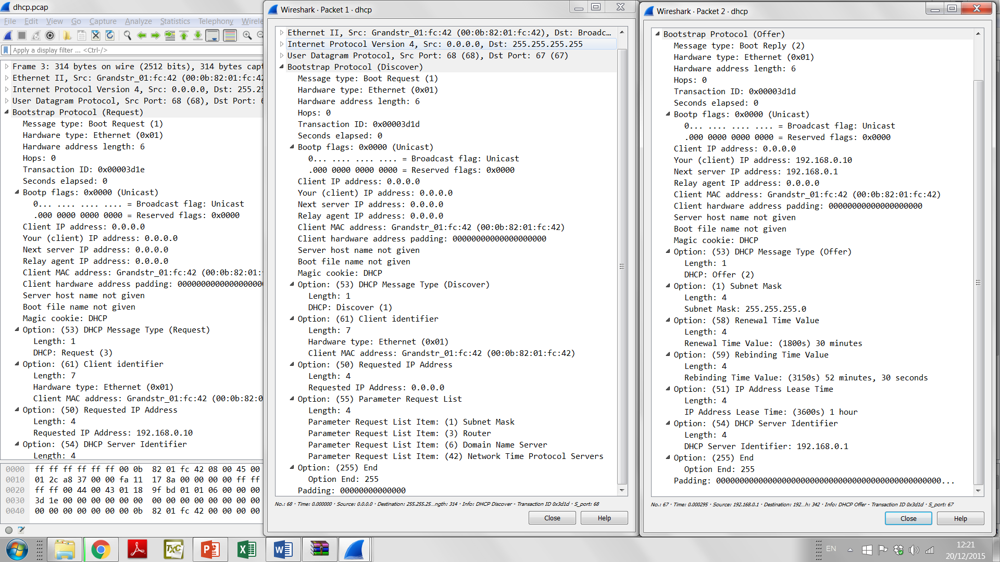 dhcp.pcap
File Edit View Go Capture Analyze Statistics Telephony Wirele
Apply a display filter ... <Ctrl-/>
Frame 3: 314 bytes on wire (2512 bits), 314 bytes capt
Ethernet II, Src: Grandstr_01:fc:42 (00:0b:82:01:fc:42
Internet Protocol Version 4, Src: 0.0.0.0, Dst: 255.25
User Datagram Protocol, Src Port: 68 (68), Dst Port: 6
Bootstrap Protocol (Request)
Message type: Boot Request (1)
Hardware type: Ethernet (0x01)
Hardware address length: 6
Hops: 0
Transaction ID: 0x00003d1e
Seconds elapsed: 0
Bootp flags: 0x0000 (Unicast)
0... .... .... .... = Broadcast flag: Unicast
.000 0000 0000 0000 = Reserved flags: 0x0000
Client IP address: 0.0.0.0
Your (client) IP address: 0.0.0.0
Next server IP address: 0.0.0.0
Relay agent IP address: 0.0.0.0
Client MAC address: Grandstr_01:fc:42 (00:0b:82:01:
Client hardware address padding: 0000000000000000000
Server host name not given
Boot file name not given
Magic cookie: DHCP
Option: (53) DHCP Message Type (Request)
Length: 1
DHCP: Request (3)
Option: (61) Client identifier
Length: 7
Hardware type: Ethernet (0x01)
Client MAC address: Grandstr_01:fc:42 (00:0b:82:0
Option: (50) Requested IP Address
Length: 4
Requested IP Address: 192.168.0.10
Option: (54) DHCP Server Identifier
Length: 4
0000 ff ff ff ff ff ff 00 0b 82 01 fc 42 08 00 45 00
0010 01 2c a8 37 00 00 fa 11 17 8a 00 00 00 00 ff ff
0020 ff ff 00 44 00 43 01 18 9f bd 01 01 06 00 00 00
0030 3d 1e 00 00 00 00 00 00 00 00 00 00 00 00 00 00
0040 00 00 00 00 00 00 00 0b 82 01 fc 42 00 00 00 00
Wireshark · Packet 1 · dhcp
Ethernet II, Src: Grandstr_01:fc:42 (00:0b:82:01:fc:42), Dst: Broadc...
Internet Protocol Version 4, Src: 0.0.0.0, Dst: 255.255.255.255
User Datagram Protocol, Src Port: 68 (68), Dst Port: 67 (67)
Bootstrap Protocol (Discover)
Message type: Boot Request (1)
Hardware type: Ethernet (0x01)
Hardware address length: 6
Hops: 0
Transaction ID: 0x00003d1d
Seconds elapsed: 0
Bootp flags: 0x0000 (Unicast)
0... .... .... .... = Broadcast flag: Unicast
.000 0000 0000 0000 = Reserved flags: 0x0000
Client IP address: 0.0.0.0
Your (client) IP address: 0.0.0.0
Next server IP address: 0.0.0.0
Relay agent IP address: 0.0.0.0
Client MAC address: Grandstr_01:fc:42 (00:0b:82:01:fc:42)
Client hardware address padding: 00000000000000000000
Server host name not given
Boot file name not given
Magic cookie: DHCP
Option: (53) DHCP Message Type (Discover)
Length: 1
DHCP: Discover (1)
Option: (61) Client identifier
Length: 7
Hardware type: Ethernet (0x01)
Client MAC address: Grandstr_01:fc:42 (00:0b:82:01:fc:42)
Option: (50) Requested IP Address
Length: 4
Requested IP Address: 0.0.0.0
Option: (55) Parameter Request List
Length: 4
Parameter Request List Item: (1) Subnet Mask
Parameter Request List Item: (3) Router
Parameter Request List Item: (6) Domain Name Server
Parameter Request List Item: (42) Network Time Protocol Servers
Option: (255) End
Option End: 255
Padding: 00000000000000
No.: 68 · Time: 0.000000 · Source: 0.0.0.0 · Destination: 255.255.25...ngth: 314 · Info: DHCP Discover - Transaction ID 0x3d1d · S_port: 68
Close Help
Wireshark · Packet 2 · dhcp
Bootstrap Protocol (Offer)
Message type: Boot Reply (2)
Hardware type: Ethernet (0x01)
Hardware address length: 6
Hops: 0
Transaction ID: 0x00003d1d
Seconds elapsed: 0
Bootp flags: 0x0000 (Unicast)
0... .... .... .... = Broadcast flag: Unicast
.000 0000 0000 0000 = Reserved flags: 0x0000
Client IP address: 0.0.0.0
Your (client) IP address: 192.168.0.10
Next server IP address: 192.168.0.1
Relay agent IP address: 0.0.0.0
Client MAC address: Grandstr_01:fc:42 (00:0b:82:01:fc:42)
Client hardware address padding: 00000000000000000000
Server host name not given
Boot file name not given
Magic cookie: DHCP
Option: (53) DHCP Message Type (Offer)
Length: 1
DHCP: Offer (2)
Option: (1) Subnet Mask
Length: 4
Subnet Mask: 255.255.255.0
Option: (58) Renewal Time Value
Length: 4
Renewal Time Value: (1800s) 30 minutes
Option: (59) Rebinding Time Value
Length: 4
Rebinding Time Value: (3150s) 52 minutes, 30 seconds
Option: (51) IP Address Lease Time
Length: 4
IP Address Lease Time: (3600s) 1 hour
Option: (54) DHCP Server Identifier
Length: 4
DHCP Server Identifier: 192.168.0.1
Option: (255) End
Option End: 255
Padding: 000000000000000000000000000000000000000000000000...
No.: 67 · Time: 0.000295 · Source: 192.168.0.1 · Destination: 192...h: 342 · Info: DHCP Offer - Transaction ID 0x3d1d · S_port: 67
Close Help
TXC
EN
12:21
20/12/2015